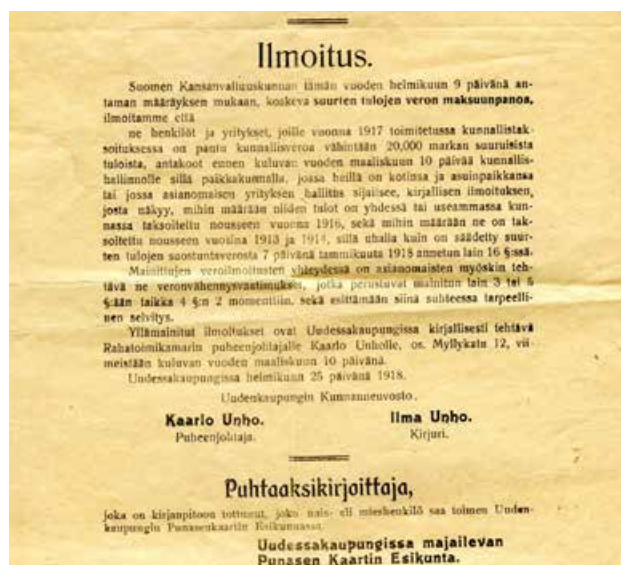 Ilmoitus.
Suomen Kansanvaltuuskunnan tämän vuoden helmikuun 9 päivänä an-
taman määräyksen mukaan, koskeva suurten tulojen veron maksuunpanoa,
ilmoitamme että
ne henkilöt ja yritykset, joille vuonna 1917 toimitetussa kunnallistak-
soituksessa on pantu kunnallisveroa vähintään 20,000 markan suuruisista
tuloista, antakoot ennen kuluvan vuoden maaliskuun 10 päivää kunnallis-
hallinnolle sillä paikkakunnalla, jossa heillä on kotinsa ja asuinpaikkansa
tai jossa asianomaisen yrityksen hallitus sijaitsee, kirjallisen ilmoituksen,
josta näkyy, mihin määrään niiden tulot on yhdessä tai useammassa kun-
nassa taksoitettu nousseen vuonna 1916, sekä mihin määrään ne on tak-
soitettu nousseen vuosina 1913 ja 1914, sillä uhalla kuin on säädetty suur-
ten tulojen suostuntaverosta 7 päivänä tammikuuta 1918 annetun lain 16 §:ssä.
Mainittujen veroilmoitusten yhteydessä on asianomaisten myöskin teh-
tävä ne veronvähennysvaatimukset, jotka perustuvat mainitun lain 3 tai 5
§:ään taikka 4 §:n 2 momenttiin, sekä esittämään siinä suhteessa tarpeelli-
nen selvitys.
Yllämainitut ilmoitukset ovat Uudessakaupungissa kirjallisesti tehtävä
Rahatoimikamarin puheenjohtajalle Kaarlo Unholle, os. Myllykatu 12, vii-
meistään kuluvan vuoden maaliskuun 10 päivänä.
Uudessakaupungissa helmikuun 25 päivänä 1918.
Uudenkaupungin Kunnanneuvosto.
Kaarlo Unho. Ilma Unho.
Puheenjohtaja. Kirjuri.
Puhtaaksikirjoittaja,
joka on kirjanpitoon tottunut, joko nais- eli mieshenkilö saa toimen Uuden-
kaupungin Punasenkaartin Esikunnassa.
Uudessakaupungissa majailevan
Punasen Kaartin Esikunta.